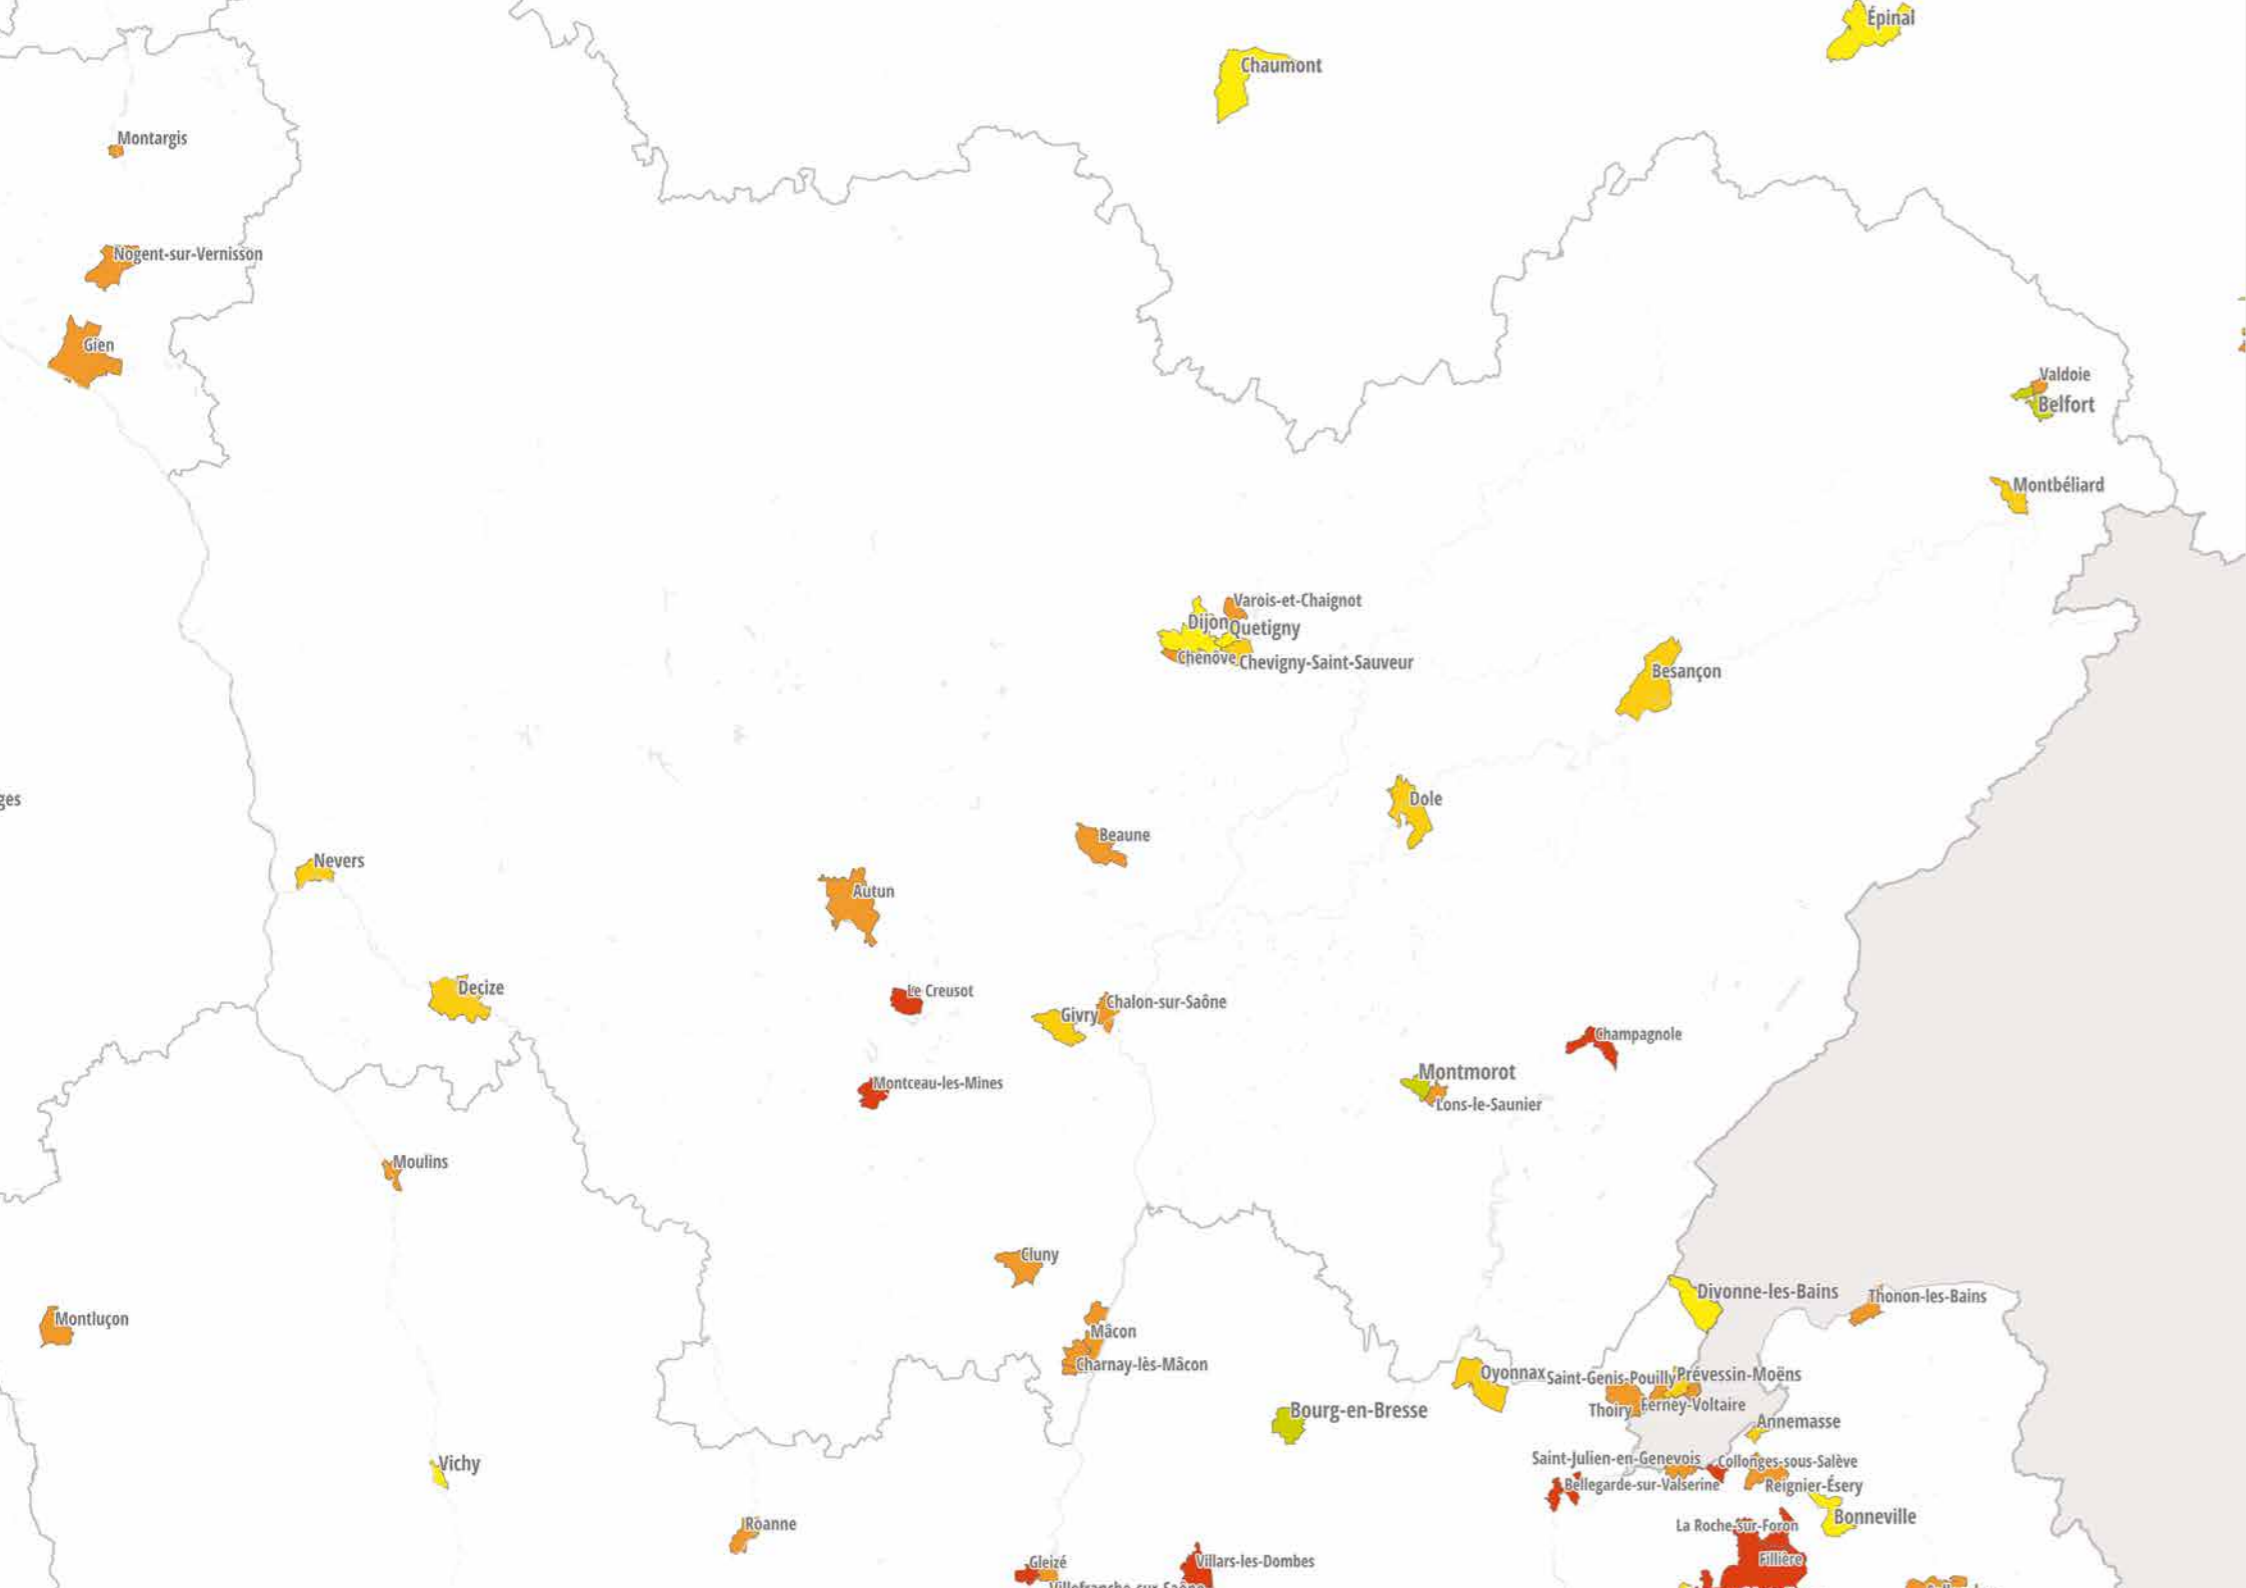 Épinal
Chaumont
Montargis
Nogent-sur-Vernisson
Gien
Valdoie
Belfort
Montbéliard
Varois-et-Chaignot
Dijon
Quetigny
Chenôve
Chevigny-Saint-Sauveur
Besançon
ges
Dole
Beaune
Nevers
Autun
Decize
Le Creusot
Givry
Chalon-sur-Saône
Champagnole
Montmorot
Montceau-les-Mines
Lons-le-Saunier
Moulins
Cluny
Divonne-les-Bains
Thonon-les-Bains
Montluçon
Mâcon
Charnay-lès-Mâcon
Oyonnax
Saint-Genis-Pouilly
Prévessin-Moëns
Thoiry
Ferney-Voltaire
Bourg-en-Bresse
Annemasse
Vichy
Saint-Julien-en-Genevois
Collonges-sous-Salève
Bellegarde-sur-Valserine
Reignier-Ésery
Bonneville
Roanne
La Roche-sur-Foron
Gleizé
Villars-les-Dombes
Fillière
Villefranche-sur-Saône